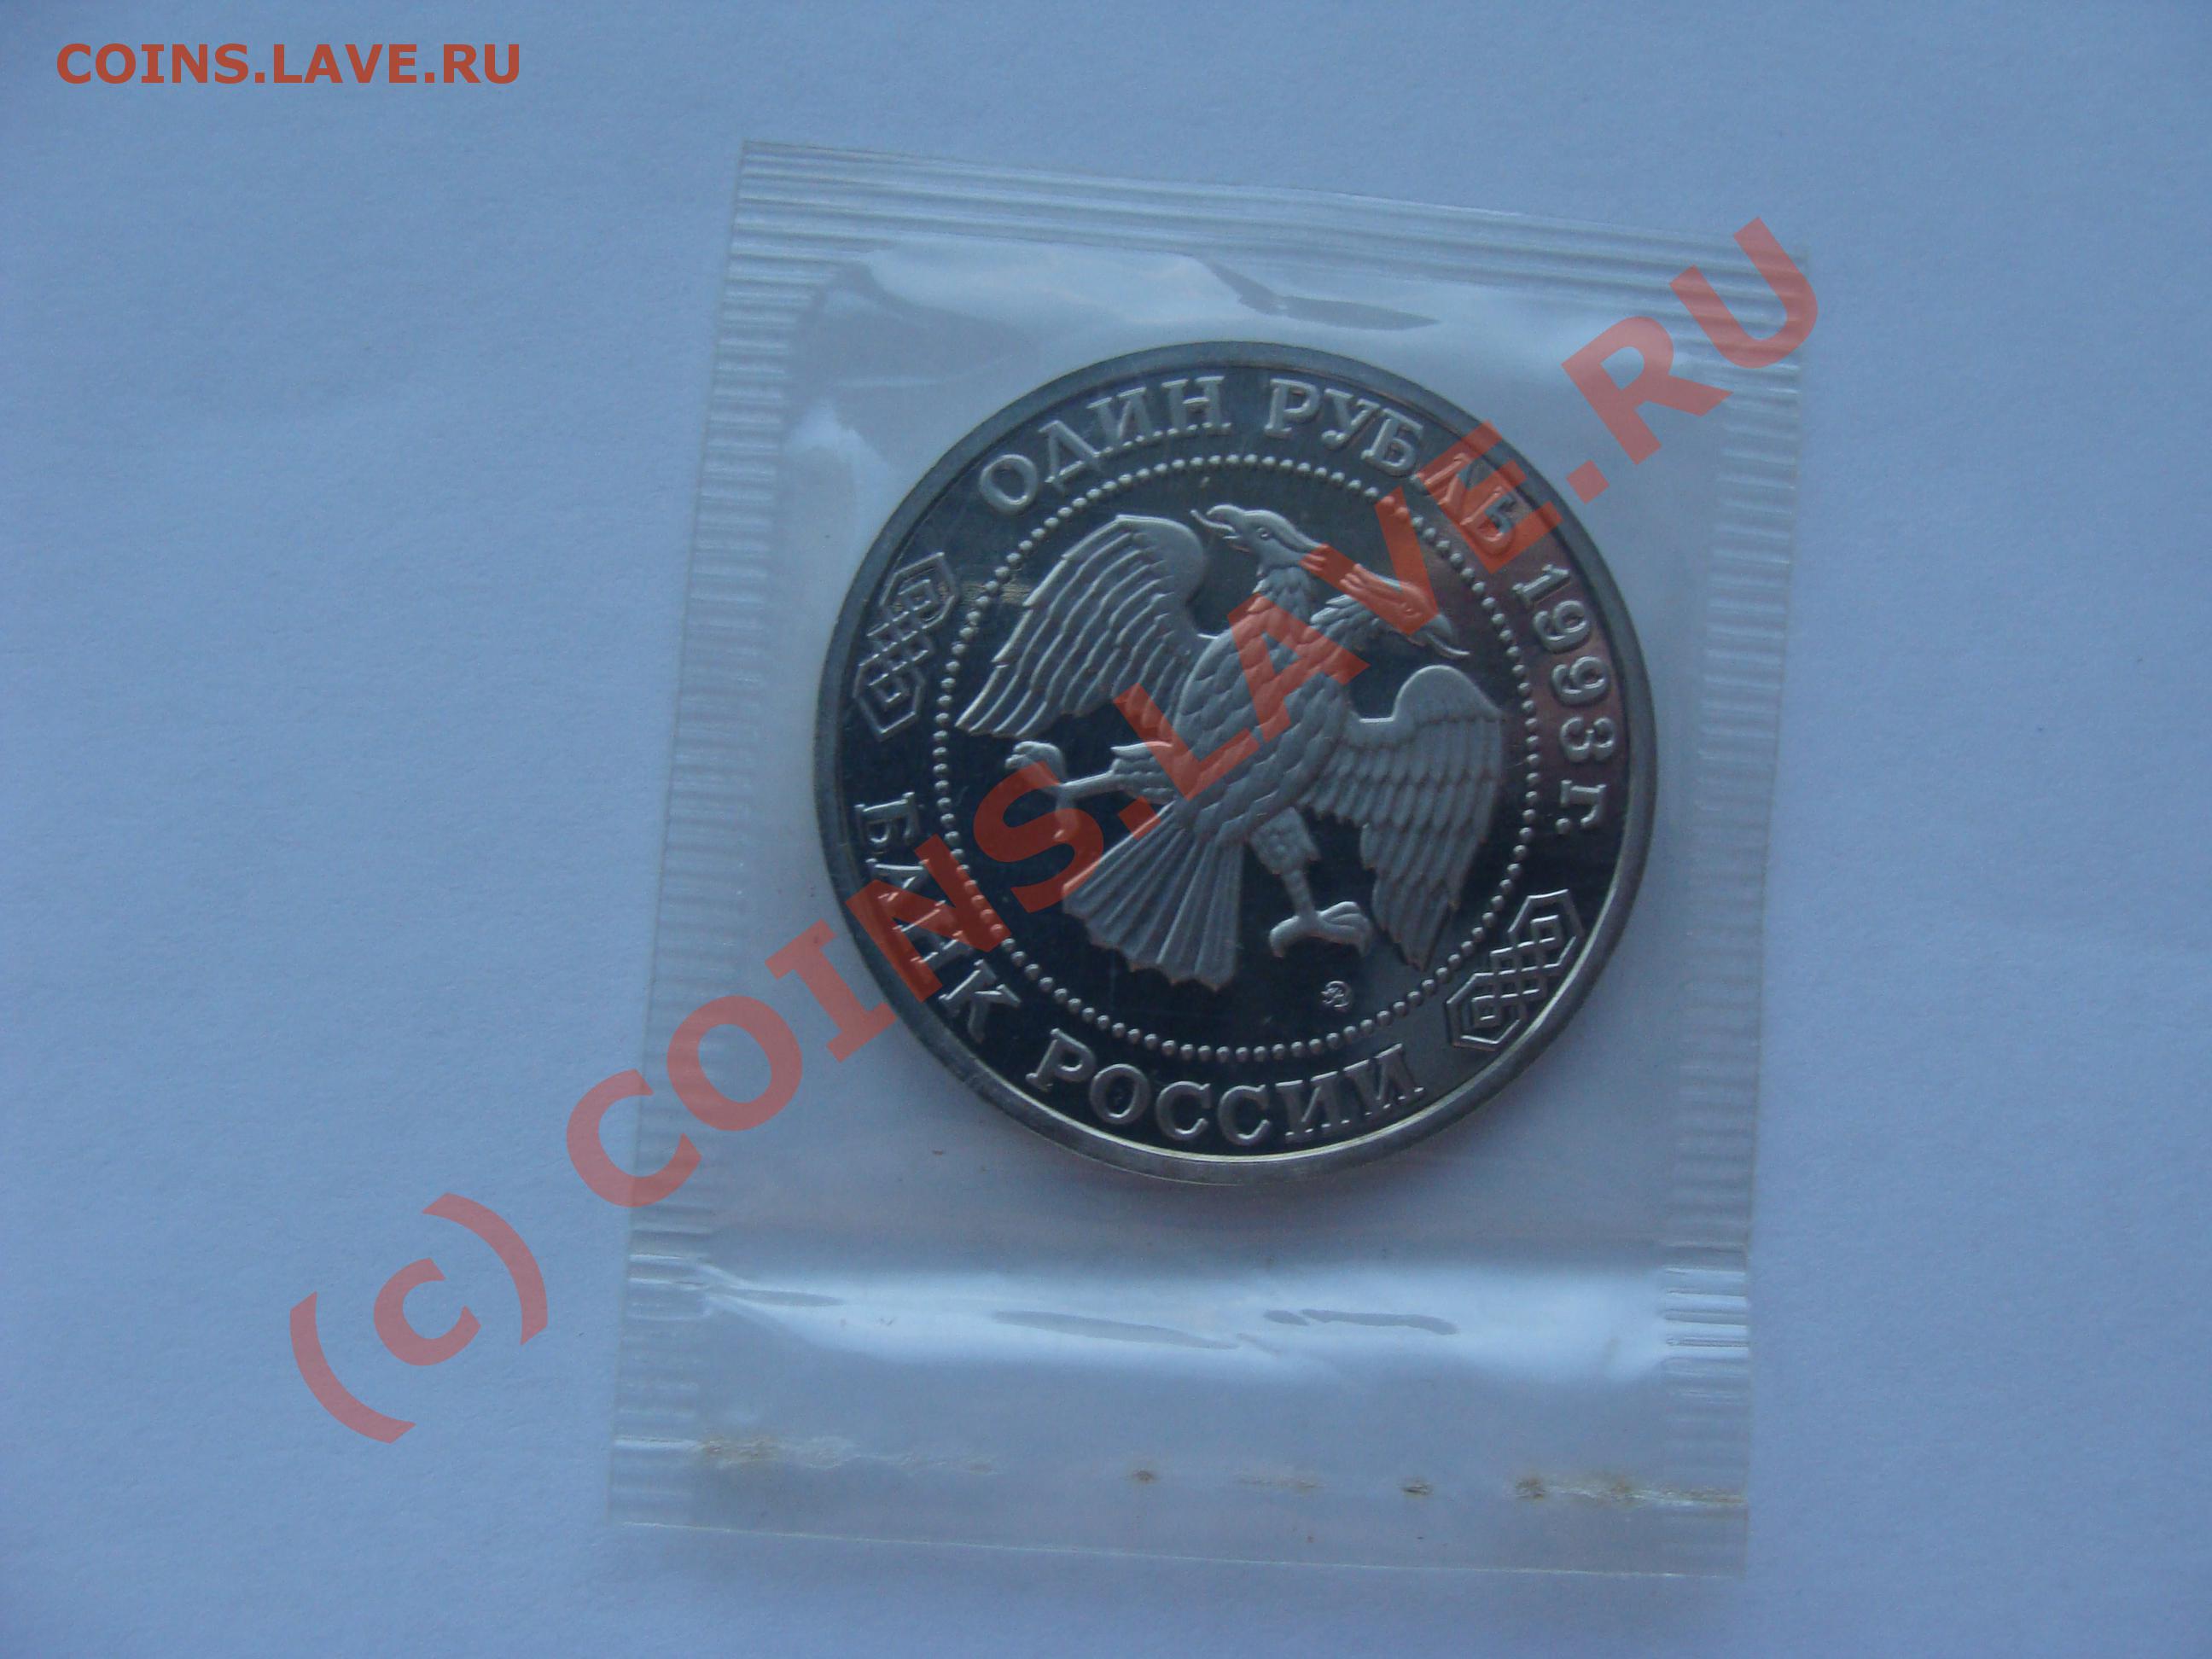 COINS.LAVE.RU
ОДИН РУБЛЬ 1993 г.
БАНК РОССИИ
(c) COINS.LAVE.RU